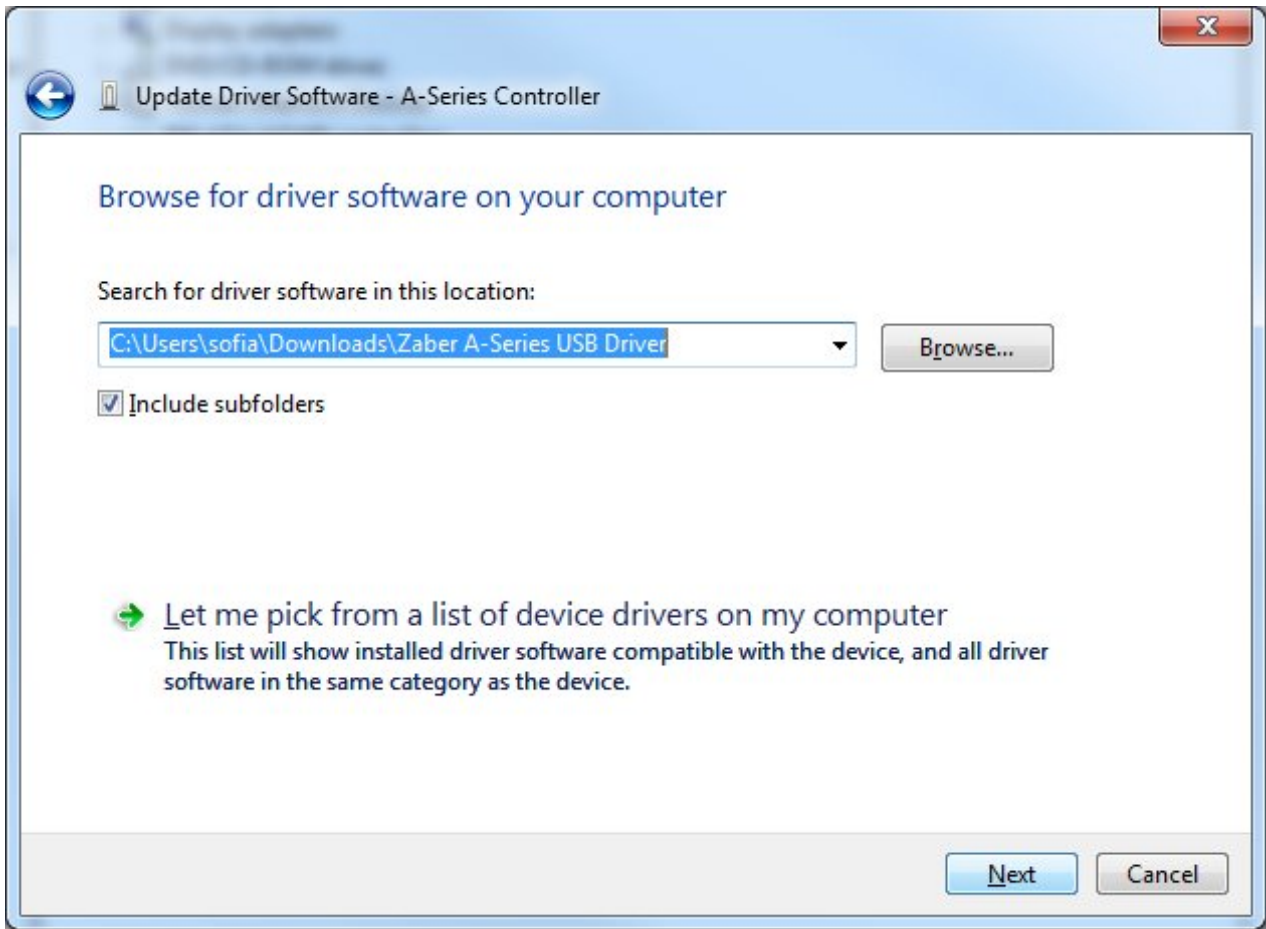 Update Driver Software - A-Series Controller
Browse for driver software on your computer
Search for driver software in this location:
C:\Users\sofia\Downloads\Zaber A-Series USB Driver
Browse...
Include subfolders
Let me pick from a list of device drivers on my computer
This list will show installed driver software compatible with the device, and all driver
software in the same category as the device.
Next
Cancel